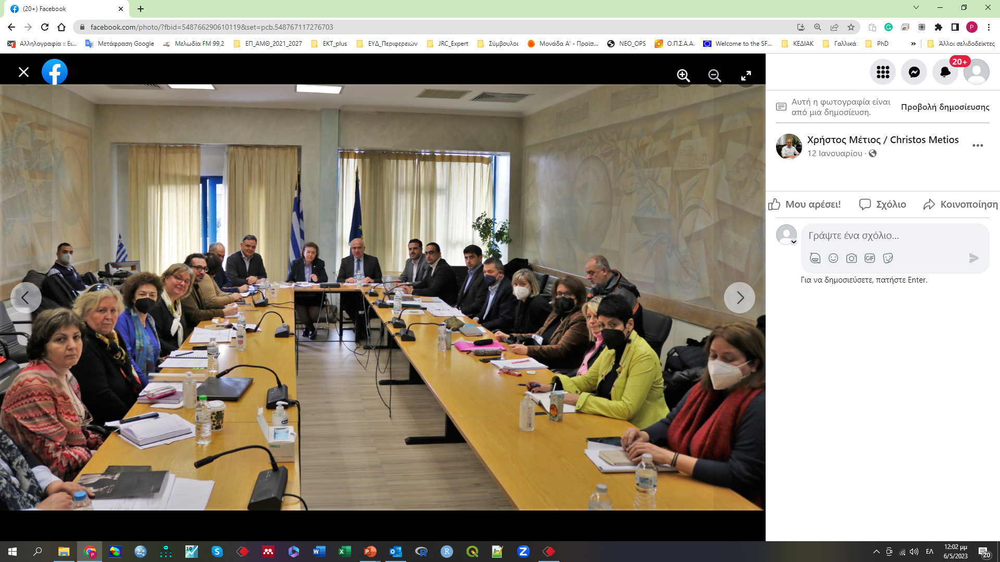 (20+) Facebook
facebook.com/photo/?fbid=548766290610119&set=pcb.548767117276703
Αλληλογραφία :: Ει...
Μετάφραση Google
Μελωδία FM 99,2
ΕΠ_ΑΜΘ_2021_2027
ΕΚΤ_plus
ΕΥΔ_Περιφερειών
JRC_Expert
Σύμβουλοι
Μονάδα Α' - Προϊσ...
NEO_OPS
Ο.Π.Σ.Α.Α.
Welcome to the SF...
ΚΕΔΙΑΚ
Γαλλικά
PhD
»
Άλλοι σελιδοδείκτες
20+
Αυτή η φωτογραφία είναι
από μια δημοσίευση.
Προβολή δημοσίευσης
Χρήστος Μέτιος / Christos Metios
12 Ιανουαρίου ·
Μου αρέσει!
Σχόλιο
Κοινοποίηση
Γράψτε ένα σχόλιο...
GIF
Για να δημοσιεύσετε, πατήστε Enter.
ΕΛ
12:02 μμ
6/5/2023
20